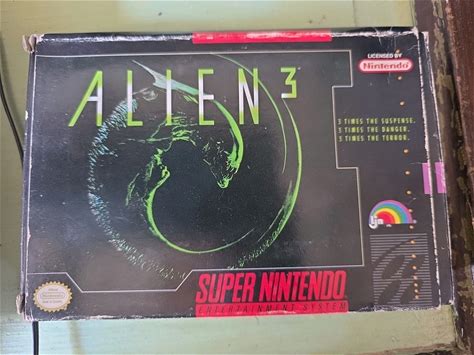 LICENSED BY
Nintendo
ALIEN³
3 TIMES THE SUSPENSE.
3 TIMES THE DANGER.
3 TIMES THE TERROR.
SUPER NINTENDO
ENTERTAINMENT SYSTEM